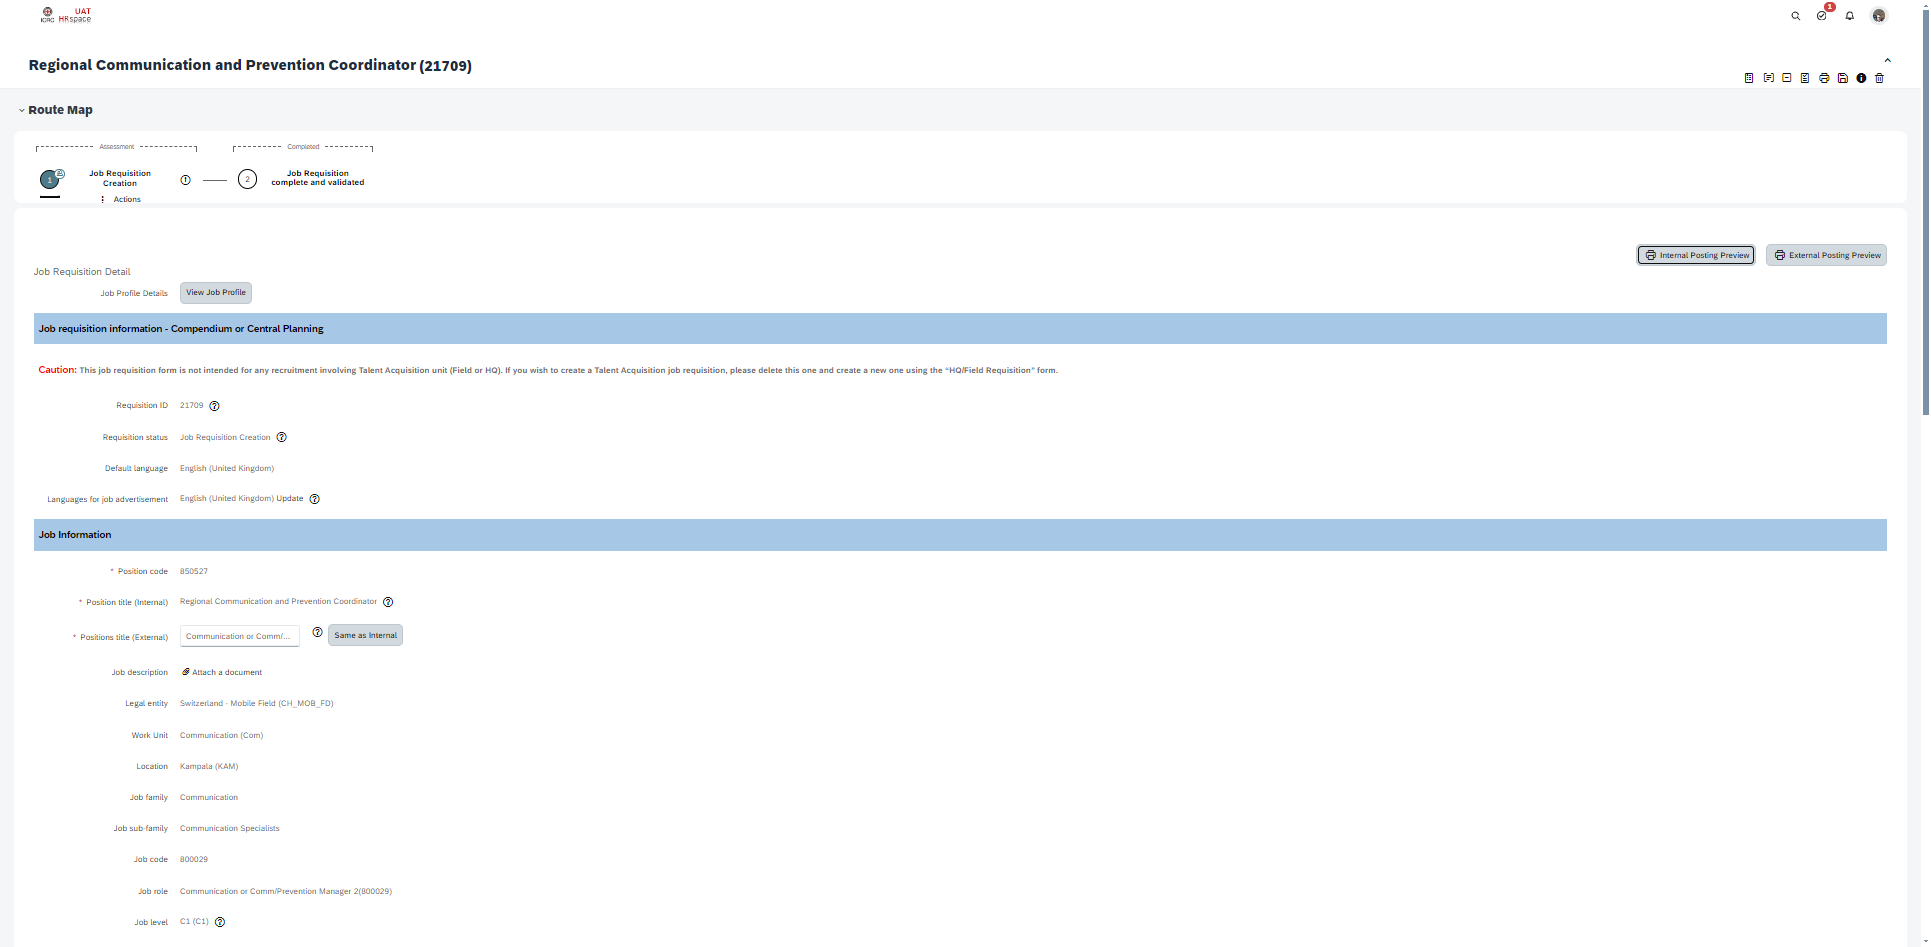 ICRC
UAT
HRspace
1
Regional Communication and Prevention Coordinator (21709)
Route Map
Assessment
Completed
1
Job Requisition
Creation
2
Job Requisition
complete and validated
Actions
Internal Posting Preview
External Posting Preview
Job Requisition Detail
Job Profile Details
View Job Profile
Job requisition information - Compendium or Central Planning
Caution: This job requisition form is not intended for any recruitment involving Talent Acquisition unit (Field or HQ). If you wish to create a Talent Acquisition job requisition, please delete this one and create a new one using the “HQ/Field Requisition” form.
Requisition ID 21709
Requisition status Job Requisition Creation
Default language English (United Kingdom)
Languages for job advertisement English (United Kingdom) Update
Job Information
* Position code 850527
* Position title (Internal) Regional Communication and Prevention Coordinator
* Positions title (External) Communication or Comm/... Same as Internal
Job description Attach a document
Legal entity Switzerland - Mobile Field (CH_MOB_FD)
Work Unit Communication (Com)
Location Kampala (KAM)
Job family Communication
Job sub-family Communication Specialists
Job code 800029
Job role Communication or Comm/Prevention Manager 2(800029)
Job level C1 (C1)